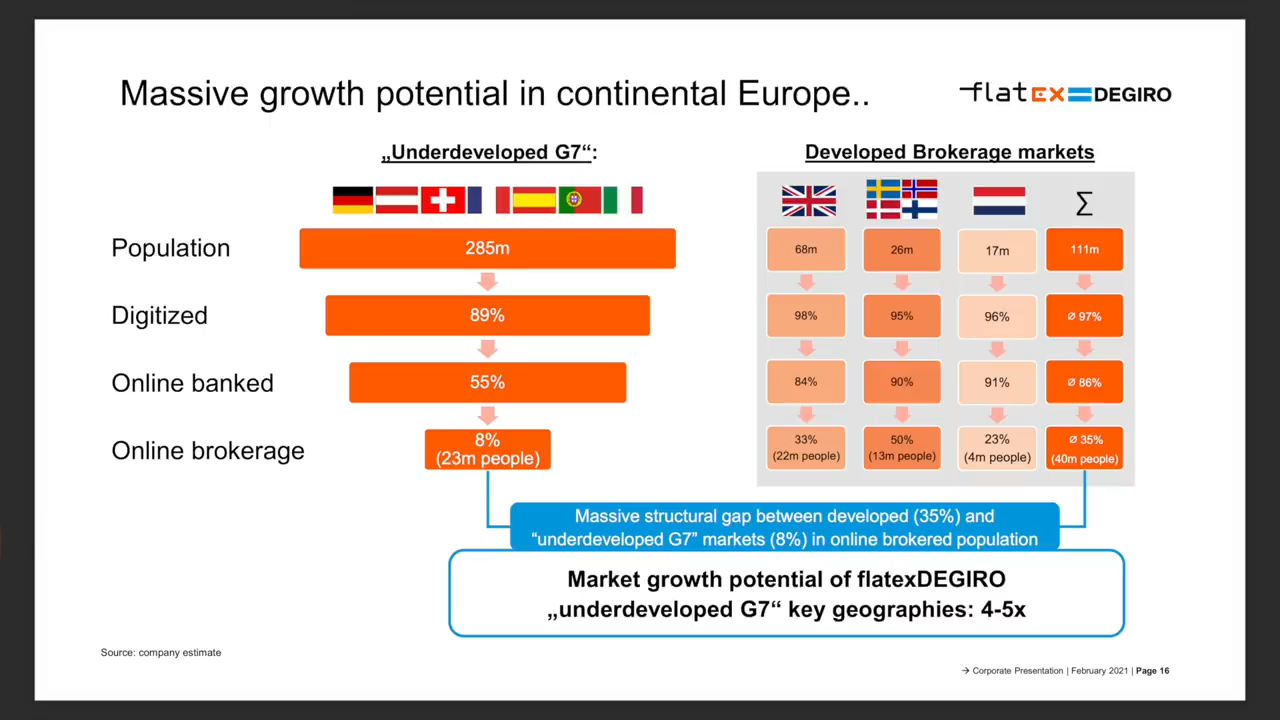 Massive growth potential in continental Europe..
flatex DEGIRO
„Underdeveloped G7“:
Developed Brokerage markets
Σ
Population
285m
68m
26m
17m
111m
Digitized
89%
98%
95%
96%
Ø 97%
Online banked
55%
84%
90%
91%
Ø 86%
Online brokerage
8%
(23m people)
33%
(22m people)
50%
(13m people)
23%
(4m people)
Ø 35%
(40m people)
Massive structural gap between developed (35%) and
“underdeveloped G7” markets (8%) in online brokered population
Market growth potential of flatexDEGIRO
„underdeveloped G7“ key geographies: 4-5x
Source: company estimate
→ Corporate Presentation | February 2021 | Page 16